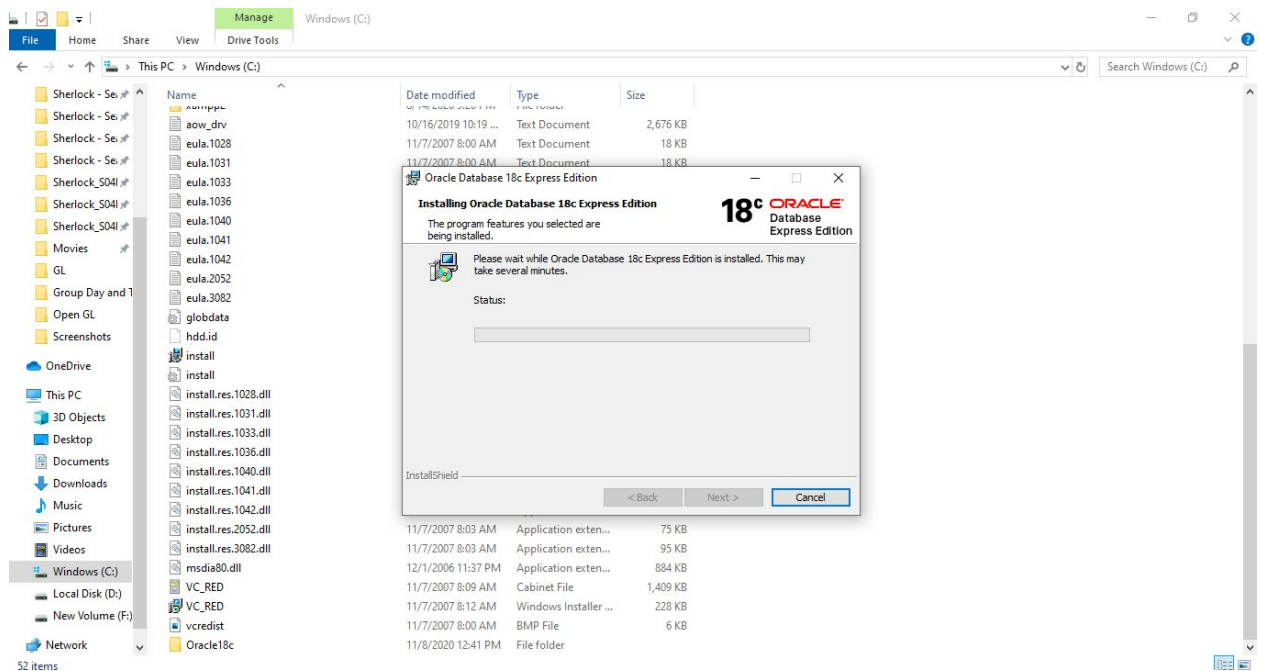 Manage Windows (C:)
File Home Share View Drive Tools
This PC > Windows (C:)
Search Windows (C:)
Name Date modified Type Size
Sherlock - Se
Sherlock - Se
Sherlock - Se
Sherlock - Se
Sherlock_S04
Sherlock_S04
Sherlock_S04
Movies
GL
Group Day and T
Open GL
Screenshots
OneDrive
This PC
3D Objects
Desktop
Documents
Downloads
Music
Pictures
Videos
Windows (C:)
Local Disk (D:)
New Volume (F:)
Network
aow_drv 10/16/2019 10:19 ... Text Document 2,676 KB
eula.1028 11/7/2007 8:00 AM Text Document 18 KB
eula.1031 11/7/2007 8:00 AM Text Document 18 KB
eula.1033
eula.1036
eula.1040
eula.1041
eula.1042
eula.2052
eula.3082
globdata
hdd.id
install
install
install.res.1028.dll
install.res.1031.dll
install.res.1033.dll
install.res.1036.dll
install.res.1040.dll
install.res.1041.dll
install.res.1042.dll
install.res.2052.dll 11/7/2007 8:03 AM Application exten... 75 KB
install.res.3082.dll 11/7/2007 8:03 AM Application exten... 95 KB
msdia80.dll 12/1/2006 11:37 PM Application exten... 884 KB
VC_RED 11/7/2007 8:09 AM Cabinet File 1,409 KB
VC_RED 11/7/2007 8:12 AM Windows Installer ... 228 KB
vcredist 11/7/2007 8:00 AM BMP File 6 KB
Oracle18c 11/8/2020 12:41 PM File folder
Oracle Database 18c Express Edition
Installing Oracle Database 18c Express Edition
The program features you selected are
being installed.
18c ORACLE
Database
Express Edition
Please wait while Oracle Database 18c Express Edition is installed. This may
take several minutes.
Status:
InstallShield
< Back Next > Cancel
52 items